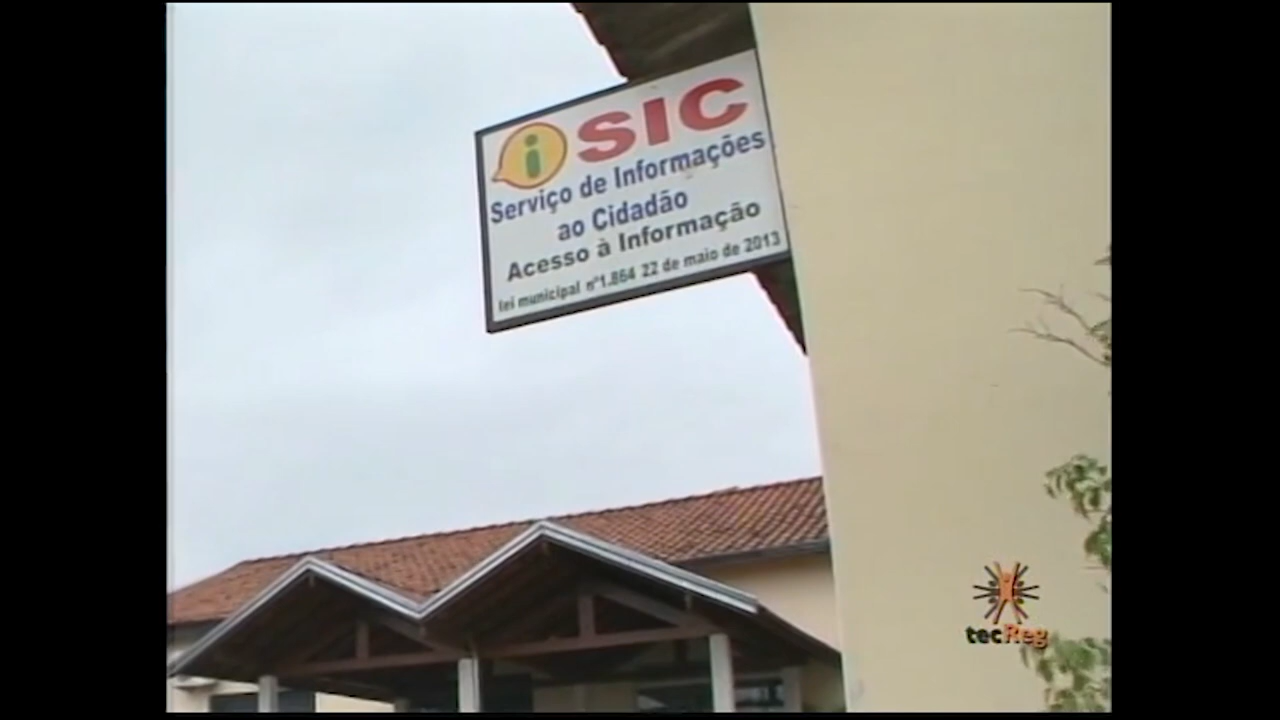 i SIC
Serviço de Informações
ao Cidadão
Acesso à Informação
lei municipal nº1.864 22 de maio de 2013
tecReg